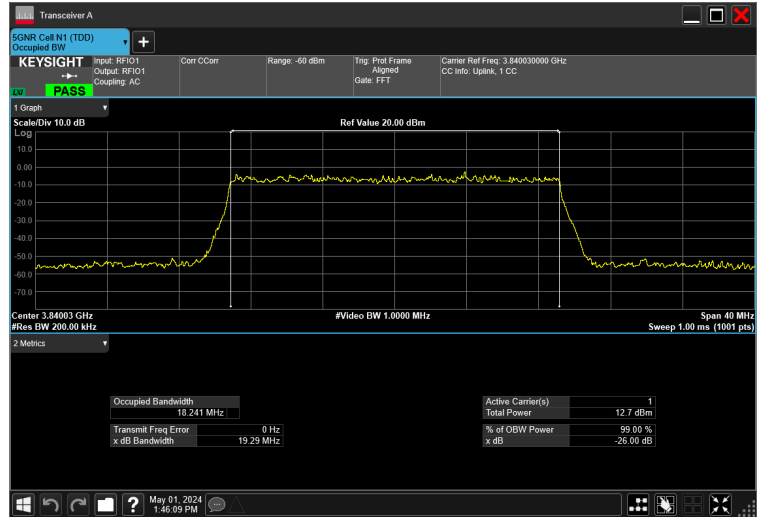 Transceiver A
5GNR Cell N1 (TDD)
Occupied BW
KEYSIGHT Input: RFIO1 Corr CCorr Range: -60 dBm Trig: Prot Frame Carrier Ref Freq: 3.840030000 GHz
Output: RFIO1 Aligned CC Info: Uplink, 1 CC
Coupling: AC Gate: FFT
LXI PASS
1 Graph
Scale/Div 10.0 dB Ref Value 20.00 dBm
Log
10.0
0.00
-10.0
-20.0
-30.0
-40.0
-50.0
-60.0
-70.0
Center 3.84003 GHz #Video BW 1.0000 MHz Span 40 MHz
#Res BW 200.00 kHz Sweep 1.00 ms (1001 pts)
2 Metrics
Occupied Bandwidth Active Carrier(s) 1
18.241 MHz Total Power 12.7 dBm
Transmit Freq Error 0 Hz % of OBW Power 99.00 %
x dB Bandwidth 19.29 MHz x dB -26.00 dB
May 01, 2024
1:46:09 PM